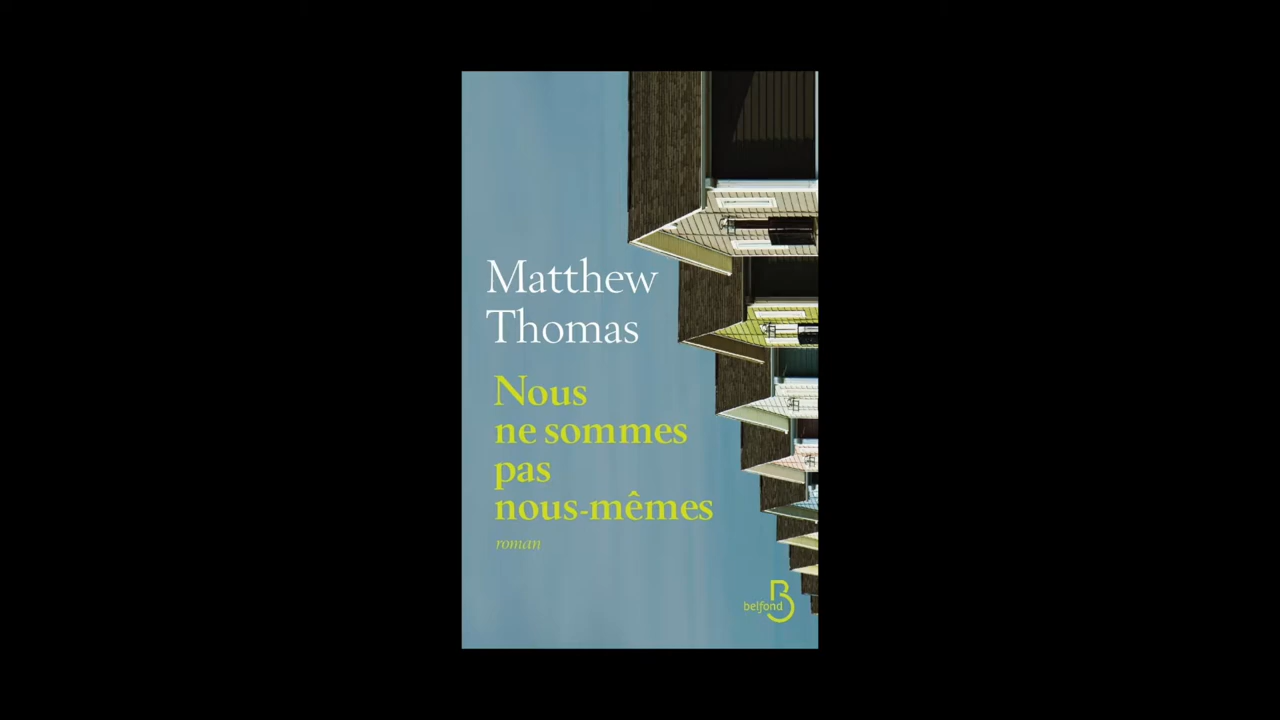 Matthew
Thomas
Nous
ne sommes
pas
nous-mêmes
roman
belfond